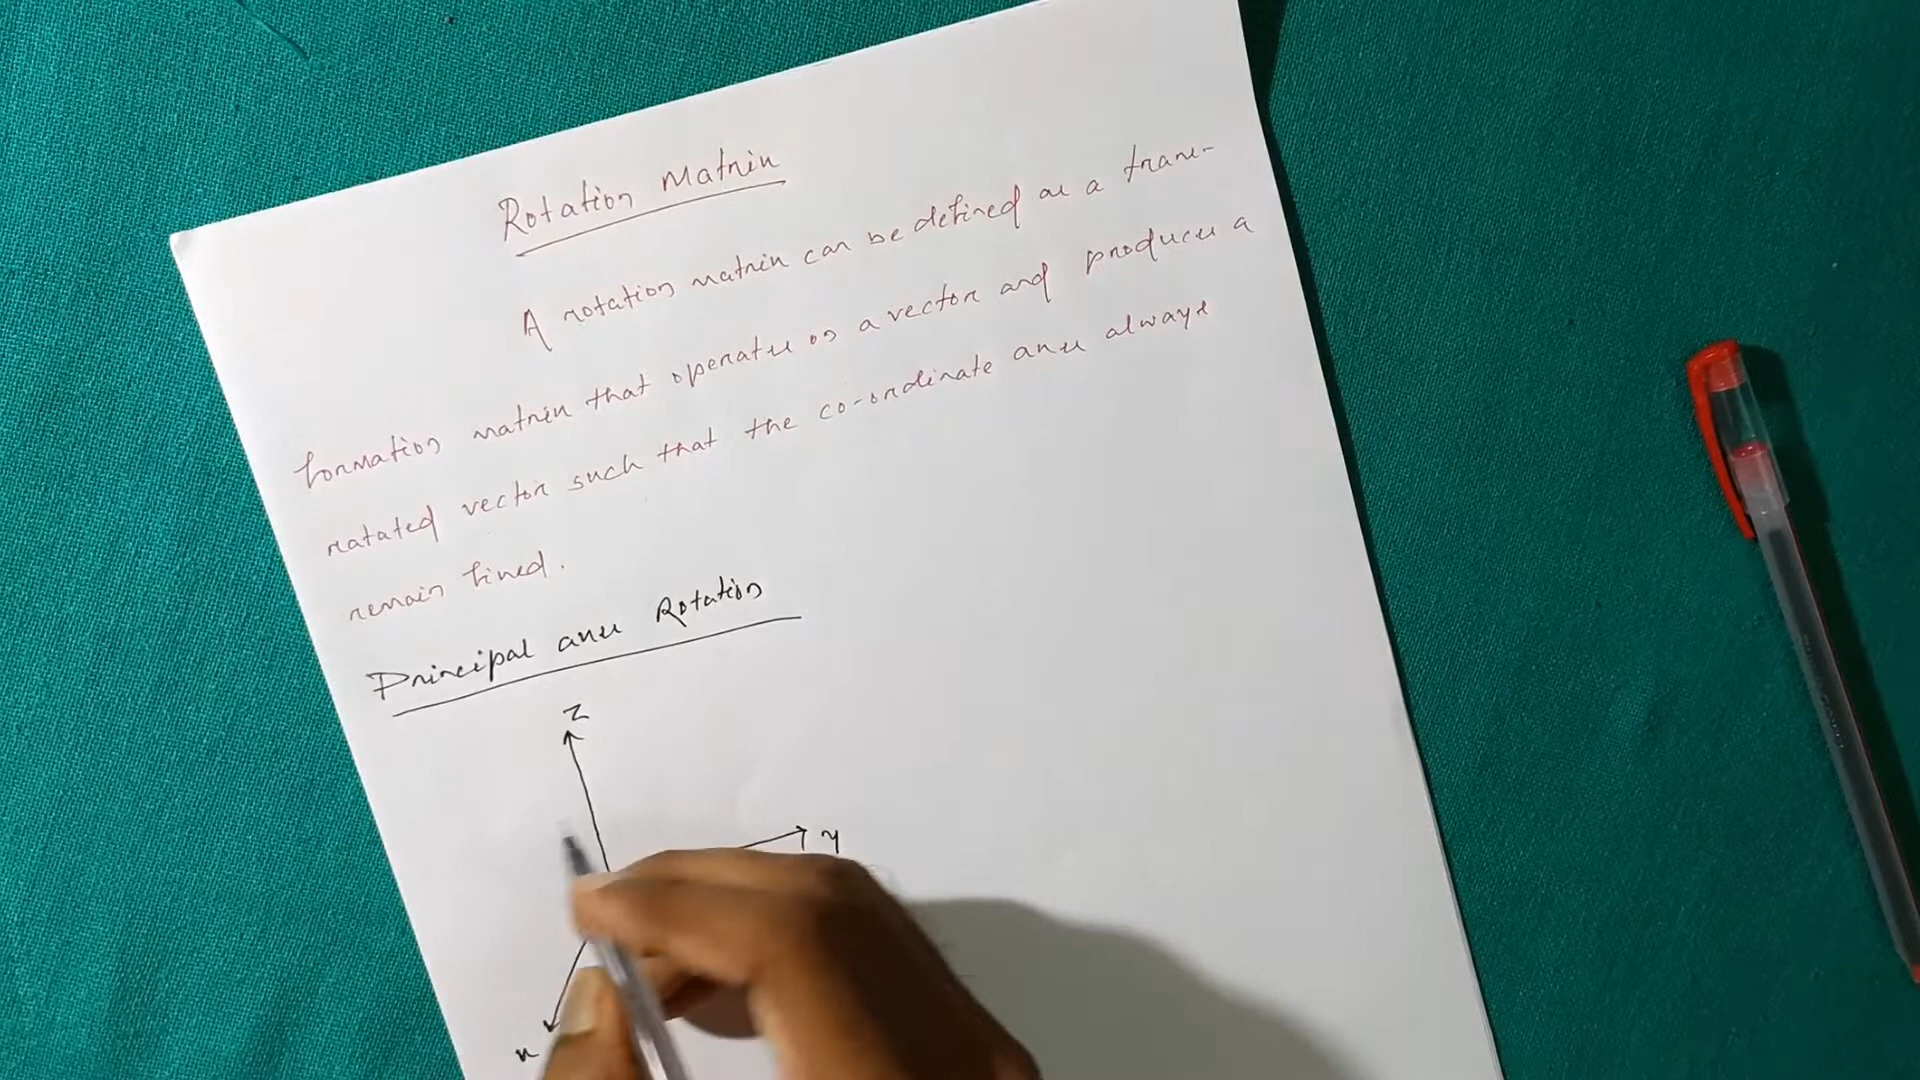 Rotation Matrix
A rotation matrix can be defined as a trans-
formation matrix that operates on a vector and produces a
rotated vector such that the co-ordinate axes always
remain fixed.
Principal axes Rotation
z
y
x